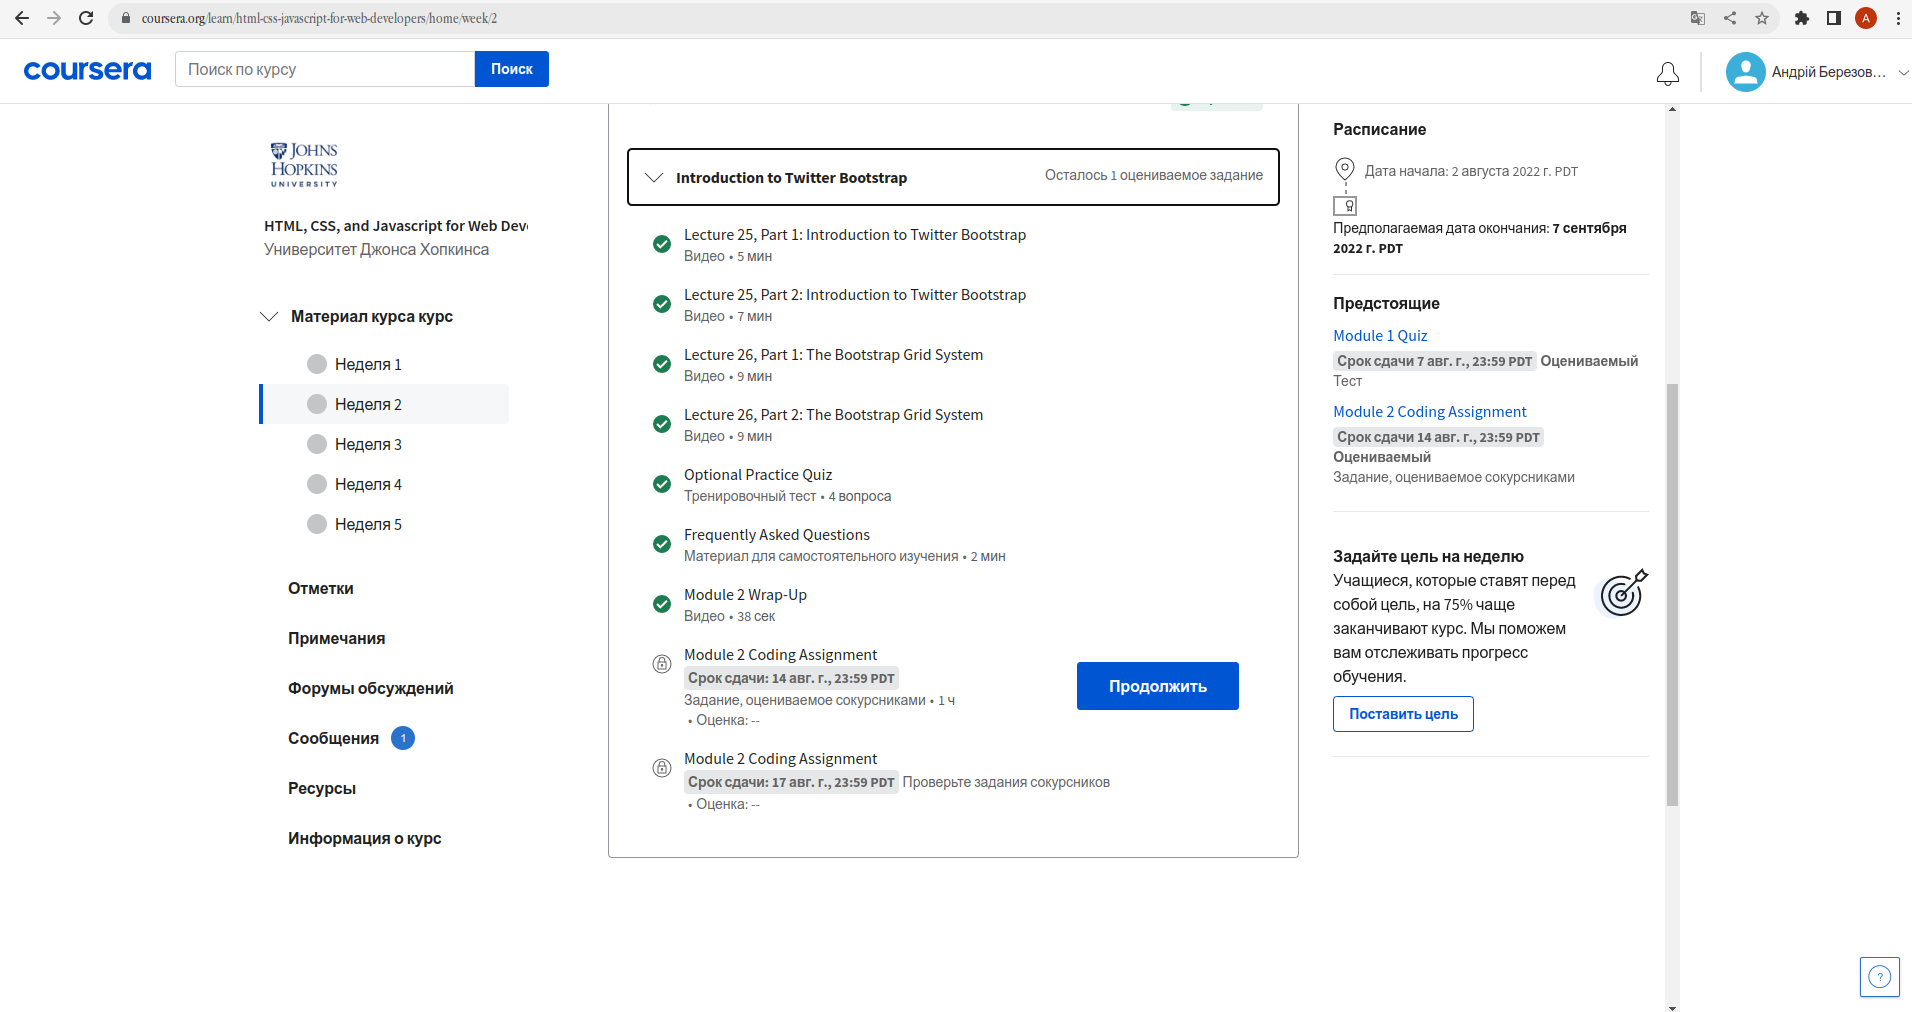 coursera.org/learn/html-css-javascript-for-web-developers/home/week/2
A
coursera
Поиск по курсу
Поиск
Андрій Березов...
JOHNS
HOPKINS
UNIVERSITY
HTML, CSS, and Javascript for Web Dev
Университет Джонса Хопкинса
Материал курса курс
Неделя 1
Неделя 2
Неделя 3
Неделя 4
Неделя 5
Отметки
Примечания
Форумы обсуждений
Сообщения 1
Ресурсы
Информация о курс
Introduction to Twitter Bootstrap
Осталось 1 оцениваемое задание
Lecture 25, Part 1: Introduction to Twitter Bootstrap
Видео • 5 мин
Lecture 25, Part 2: Introduction to Twitter Bootstrap
Видео • 7 мин
Lecture 26, Part 1: The Bootstrap Grid System
Видео • 9 мин
Lecture 26, Part 2: The Bootstrap Grid System
Видео • 9 мин
Optional Practice Quiz
Тренировочный тест • 4 вопроса
Frequently Asked Questions
Материал для самостоятельного изучения • 2 мин
Module 2 Wrap-Up
Видео • 38 сек
Module 2 Coding Assignment
Срок сдачи: 14 авг. г., 23:59 PDT
Задание, оцениваемое сокурсниками • 1 ч
• Оценка: --
Продолжить
Module 2 Coding Assignment
Срок сдачи: 17 авг. г., 23:59 PDT Проверьте задания сокурсников
• Оценка: --
Расписание
Дата начала: 2 августа 2022 г. PDT
Предполагаемая дата окончания: 7 сентября
2022 г. PDT
Предстоящие
Module 1 Quiz
Срок сдачи 7 авг. г., 23:59 PDT Оцениваемый
Тест
Module 2 Coding Assignment
Срок сдачи 14 авг. г., 23:59 PDT
Оцениваемый
Задание, оцениваемое сокурсниками
Задайте цель на неделю
Учащиеся, которые ставят перед
собой цель, на 75% чаще
заканчивают курс. Мы поможем
вам отслеживать прогресс
обучения.
Поставить цель
?